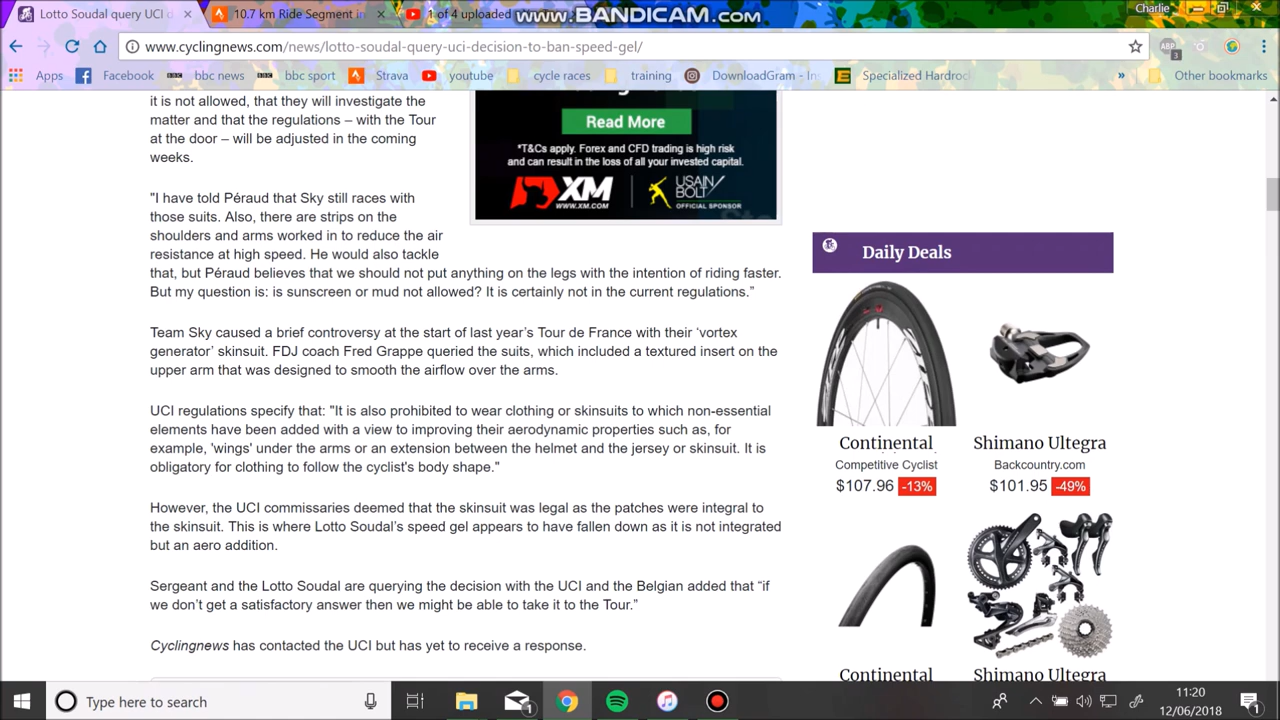 Lotto Soudal query UCI d
10.7 km Ride Segment in
1 of 4 uploaded
www.BANDICAM.com
Charlie
www.cyclingnews.com/news/lotto-soudal-query-uci-decision-to-ban-speed-gel/
ABP
3
Apps
Facebook
bbc news
bbc sport
Strava
youtube
cycle races
training
DownloadGram - In
Specialized Hardroc
»
Other bookmarks
it is not allowed, that they will investigate the
matter and that the regulations – with the Tour
at the door – will be adjusted in the coming
weeks.
"I have told Péraud that Sky still races with
those suits. Also, there are strips on the
shoulders and arms worked in to reduce the air
resistance at high speed. He would also tackle
that, but Péraud believes that we should not put anything on the legs with the intention of riding faster.
But my question is: is sunscreen or mud not allowed? It is certainly not in the current regulations.”
Team Sky caused a brief controversy at the start of last year’s Tour de France with their ‘vortex
generator’ skinsuit. FDJ coach Fred Grappe queried the suits, which included a textured insert on the
upper arm that was designed to smooth the airflow over the arms.
UCI regulations specify that: "It is also prohibited to wear clothing or skinsuits to which non-essential
elements have been added with a view to improving their aerodynamic properties such as, for
example, 'wings' under the arms or an extension between the helmet and the jersey or skinsuit. It is
obligatory for clothing to follow the cyclist's body shape."
However, the UCI commissaries deemed that the skinsuit was legal as the patches were integral to
the skinsuit. This is where Lotto Soudal’s speed gel appears to have fallen down as it is not integrated
but an aero addition.
Sergeant and the Lotto Soudal are querying the decision with the UCI and the Belgian added that “if
we don’t get a satisfactory answer then we might be able to take it to the Tour.”
Cyclingnews has contacted the UCI but has yet to receive a response.
Read More
*T&Cs apply. Forex and CFD trading is high risk
and can result in the loss of all your invested capital.
XM
WWW.XM.COM
USAIN
BOLT
OFFICIAL SPONSOR
Daily Deals
Continental
Competitive Cyclist
$107.96 -13%
Shimano Ultegra
Backcountry.com
$101.95 -49%
Continental
Shimano Ultegra
Type here to search
1
11:20
12/06/2018
1